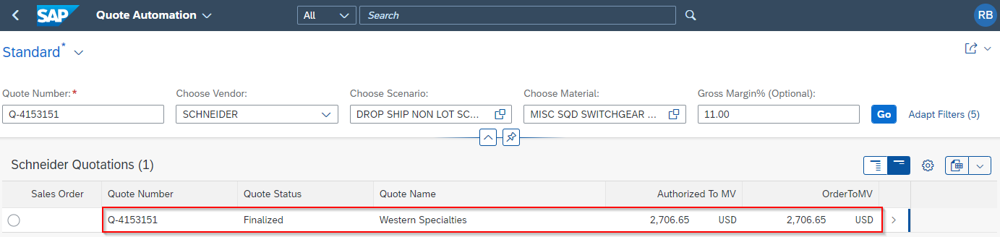 SAP Quote Automation All Search RB
Standard*
Quote Number:* Choose Vendor: Choose Scenario: Choose Material: Gross Margin% (Optional):
Q-4153151 SCHNEIDER DROP SHIP NON LOT SC... MISC SQD SWITCHGEAR ... 11.00 Go Adapt Filters (5)
Schneider Quotations (1)
Sales Order Quote Number Quote Status Quote Name Authorized To MV OrderToMV
Q-4153151 Finalized Western Specialties 2,706.65 USD 2,706.65 USD